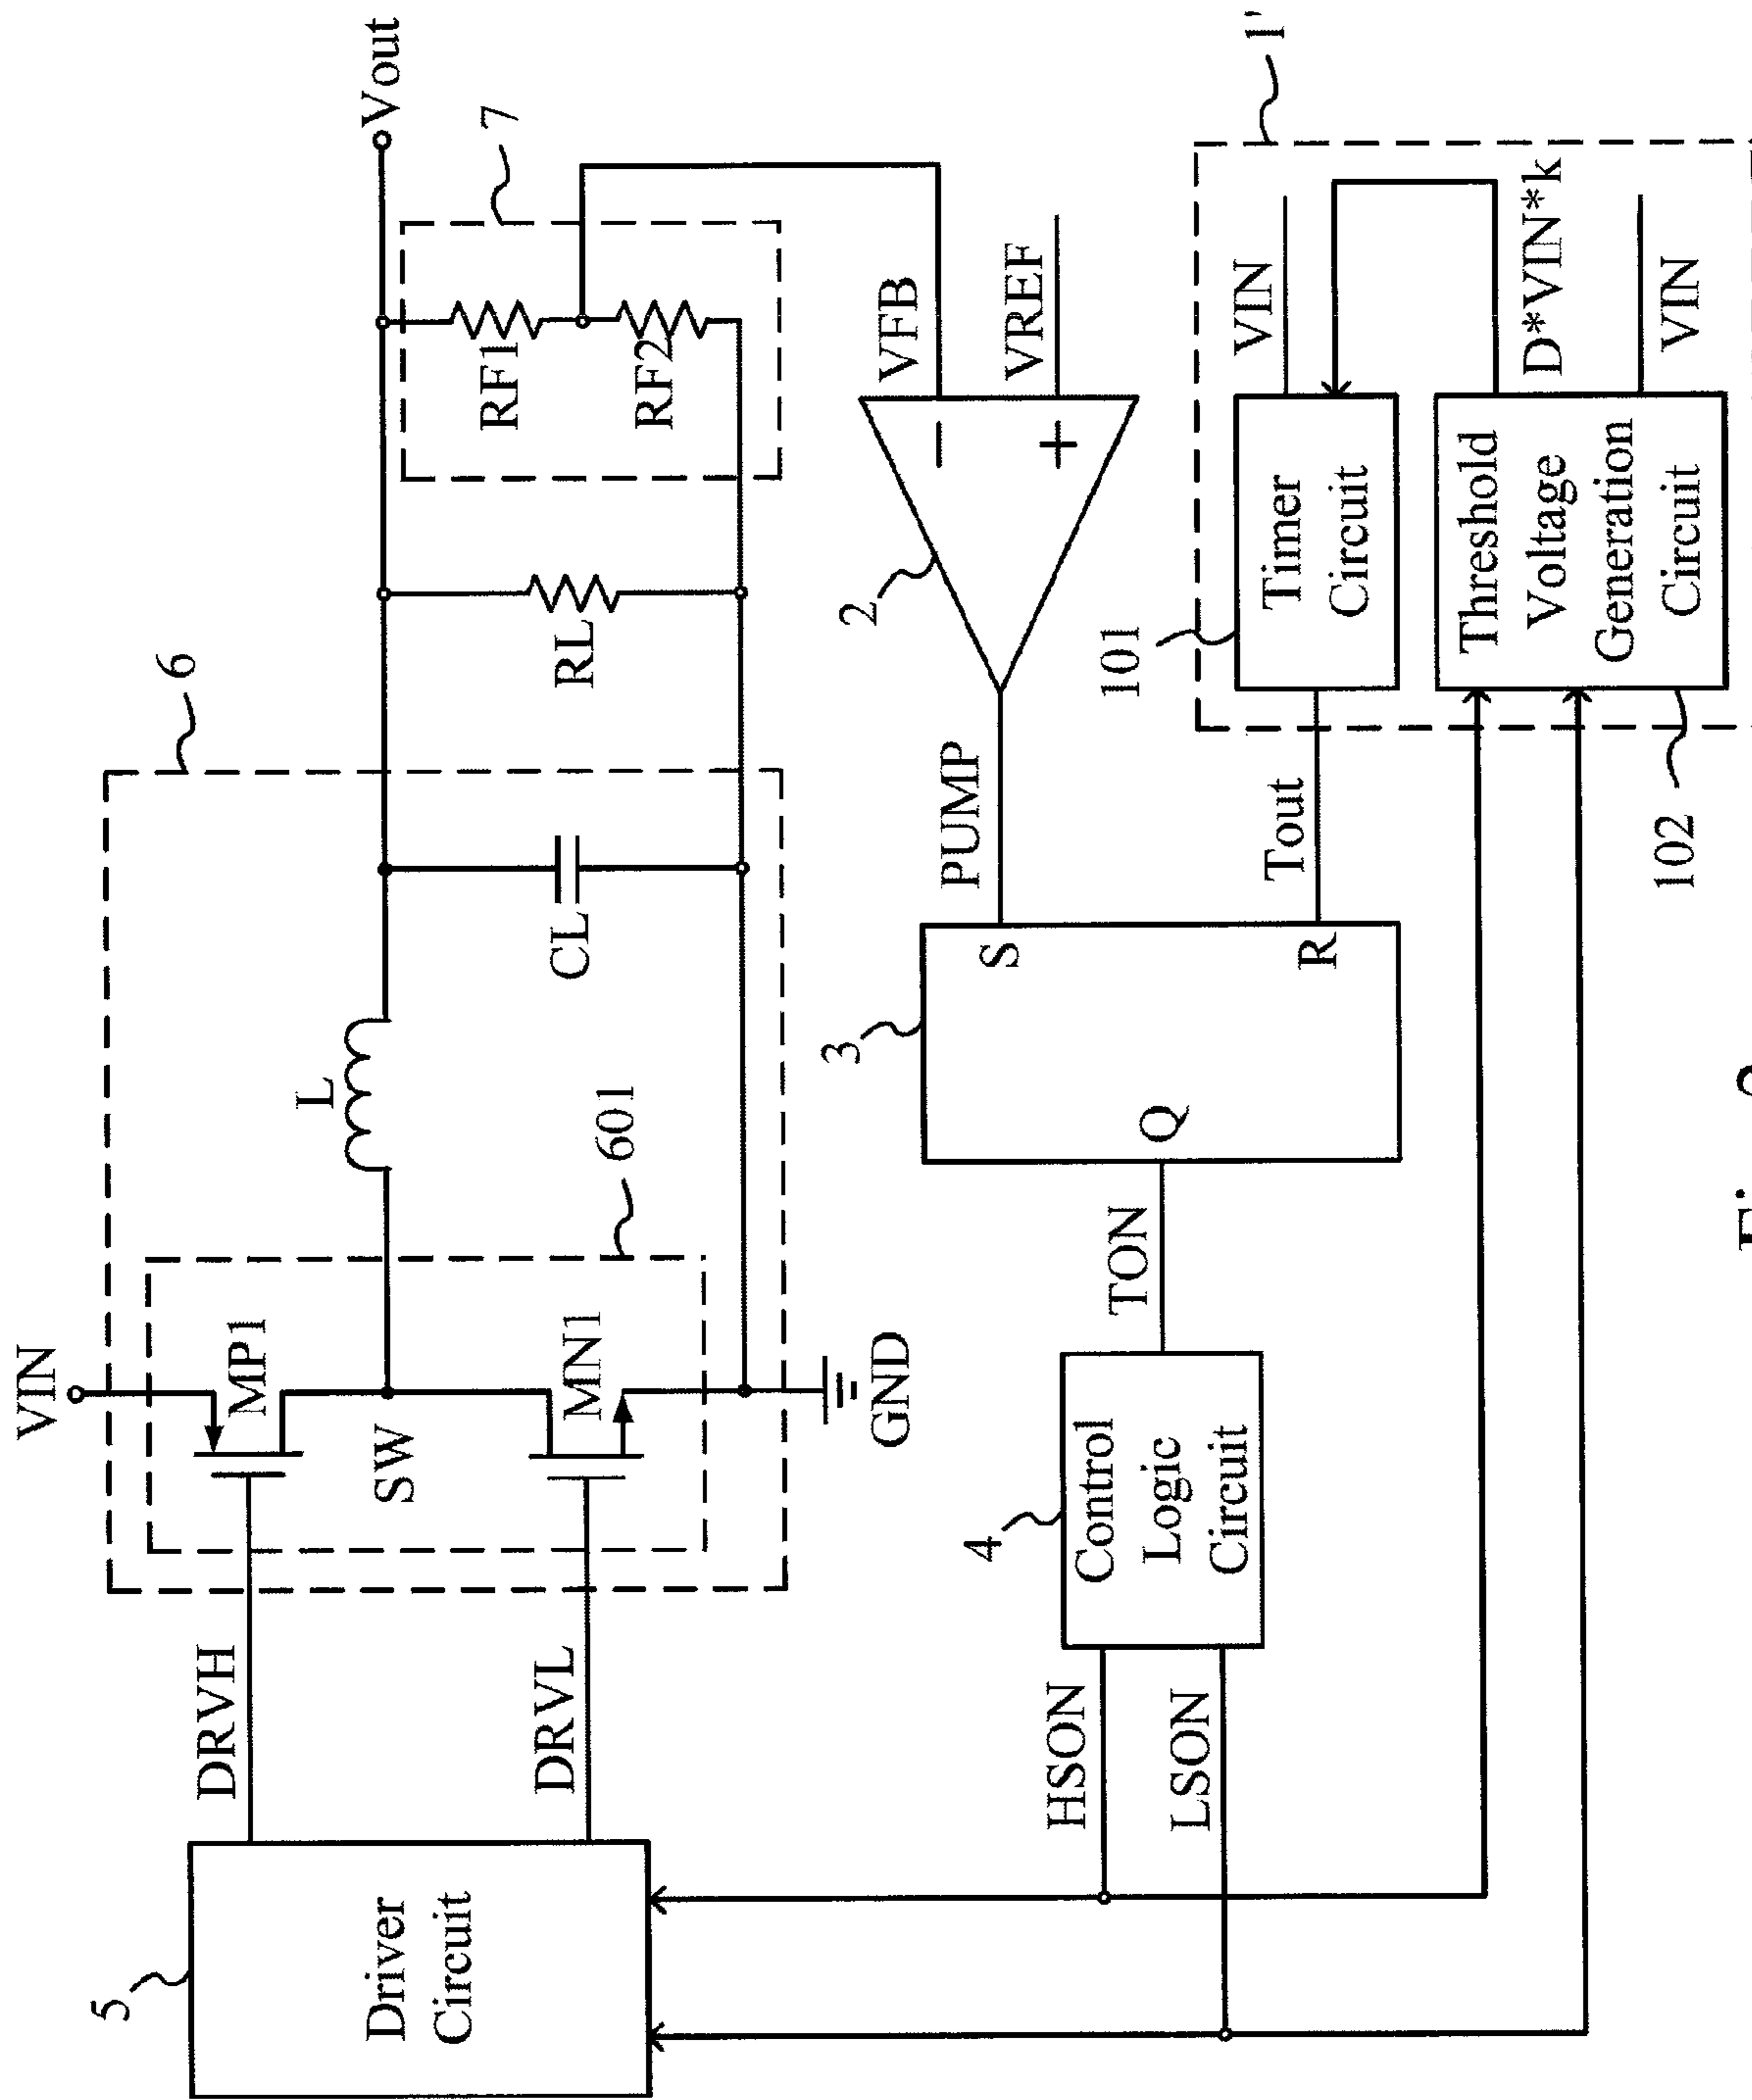 VIN
MP1
SW
MN1
GND
601
6
L
CL
RL
Vout
7
RF1
RF2
DRVH
DRVL
5
Driver
Circuit
HSON
LSON
4
Control
Logic
Circuit
TON
3
Q
S
R
PUMP
Tout
2
VFB
VREF
1'
101
Timer
Circuit
VIN
D*VIN*k
102
Threshold
Voltage
Generation
Circuit
VIN